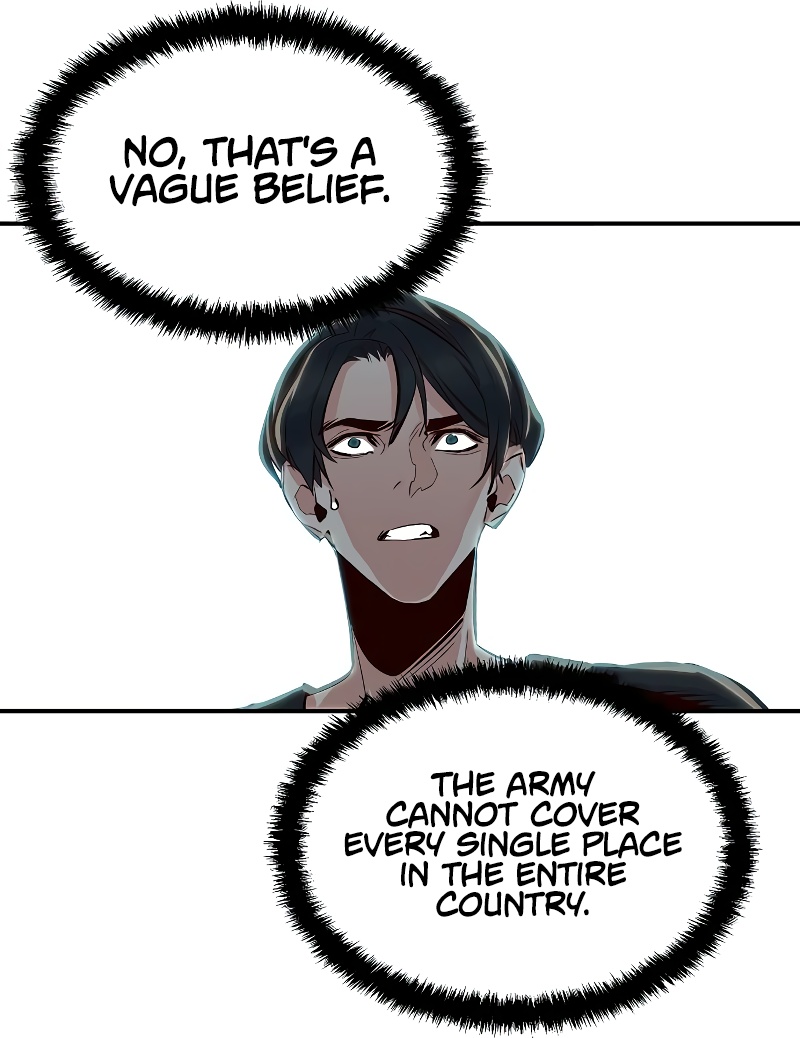 NO, THAT'S A
VAGUE BELIEF.
THE ARMY
CANNOT COVER
EVERY SINGLE PLACE
IN THE ENTIRE
COUNTRY.